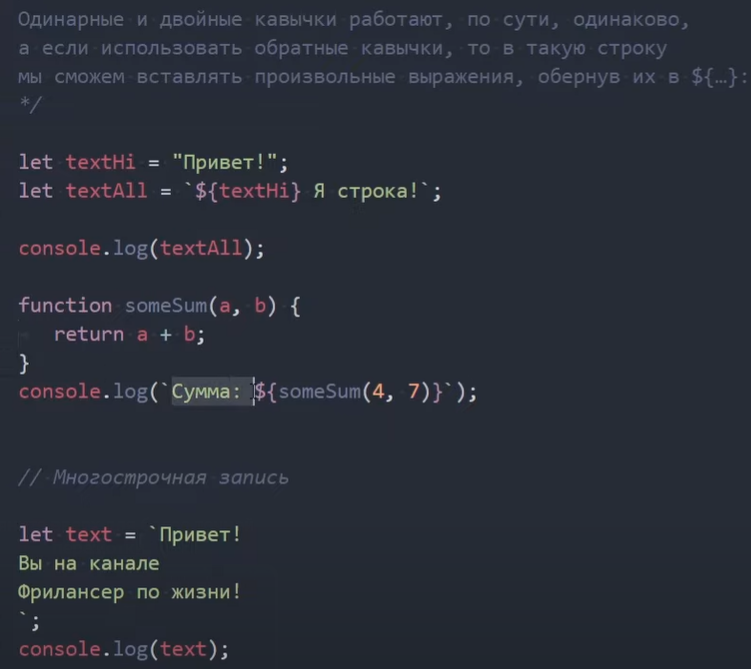 Одинарные и двойные кавычки работают, по сути, одинаково,
а если использовать обратные кавычки, то в такую строку
мы сможем вставлять произвольные выражения, обернув их в ${…}:
*/
let textHi = "Привет!";
let textAll = `${textHi} Я строка!`;
console.log(textAll);
function someSum(a, b) {
return a + b;
}
console.log(`Сумма: ${someSum(4, 7)}`);
// Многострочная запись
let text = `Привет!
Вы на канале
Фрилансер по жизни!
`;
console.log(text);